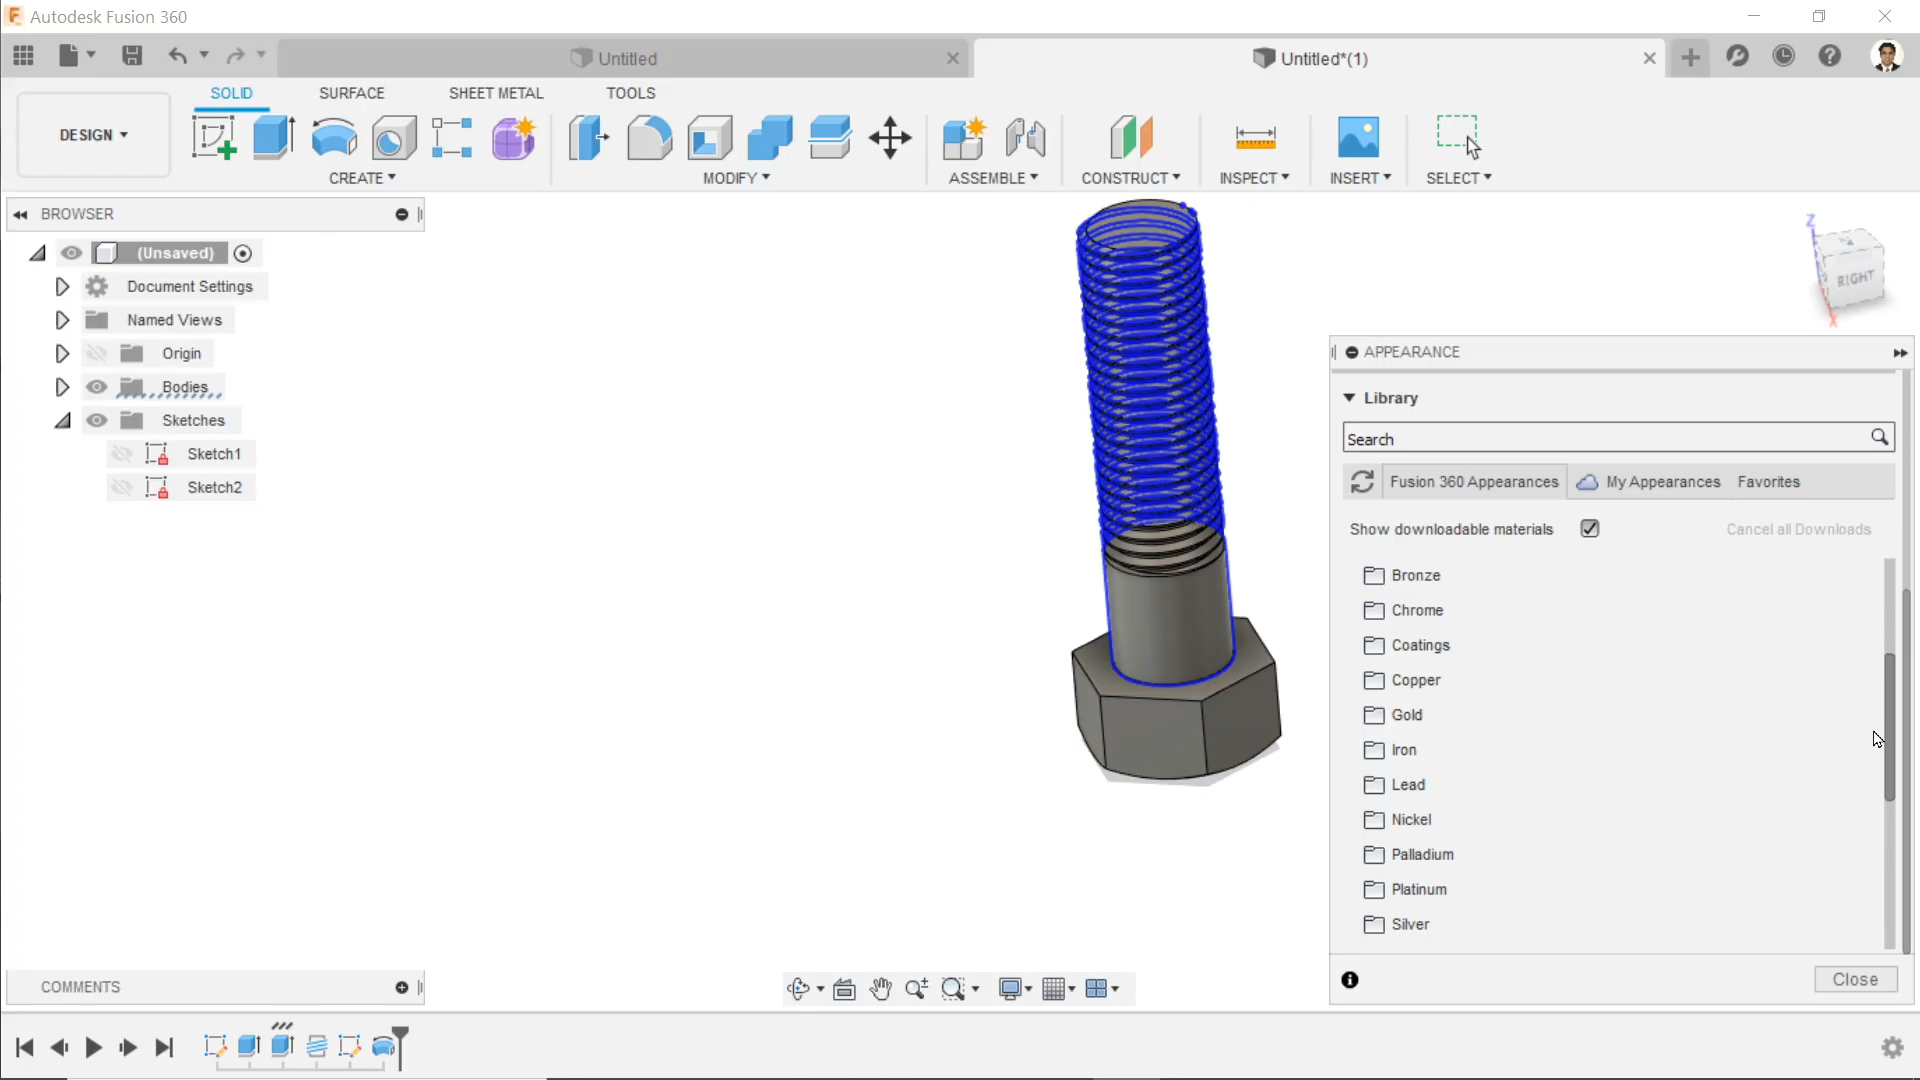 Autodesk Fusion 360
Untitled
Untitled*(1)
SOLID
SURFACE
SHEET METAL
TOOLS
DESIGN
CREATE
MODIFY
ASSEMBLE
CONSTRUCT
INSPECT
INSERT
SELECT
BROWSER
(Unsaved)
Document Settings
Named Views
Origin
Bodies
Sketches
Sketch1
Sketch2
Z
RIGHT
X
APPEARANCE
Library
Search
Fusion 360 Appearances
My Appearances
Favorites
Show downloadable materials
Cancel all Downloads
Bronze
Chrome
Coatings
Copper
Gold
Iron
Lead
Nickel
Palladium
Platinum
Silver
Close
COMMENTS